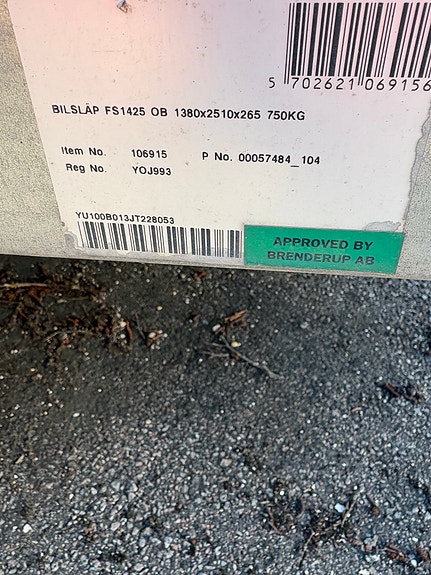 5 702621 069156
BILSLÄP FS1425 OB 1380x2510x265 750KG
Item No. 106915 P No. 00057484_104
Reg No. YOJ993
YU100B013JT228053
APPROVED BY
BRENDERUP AB